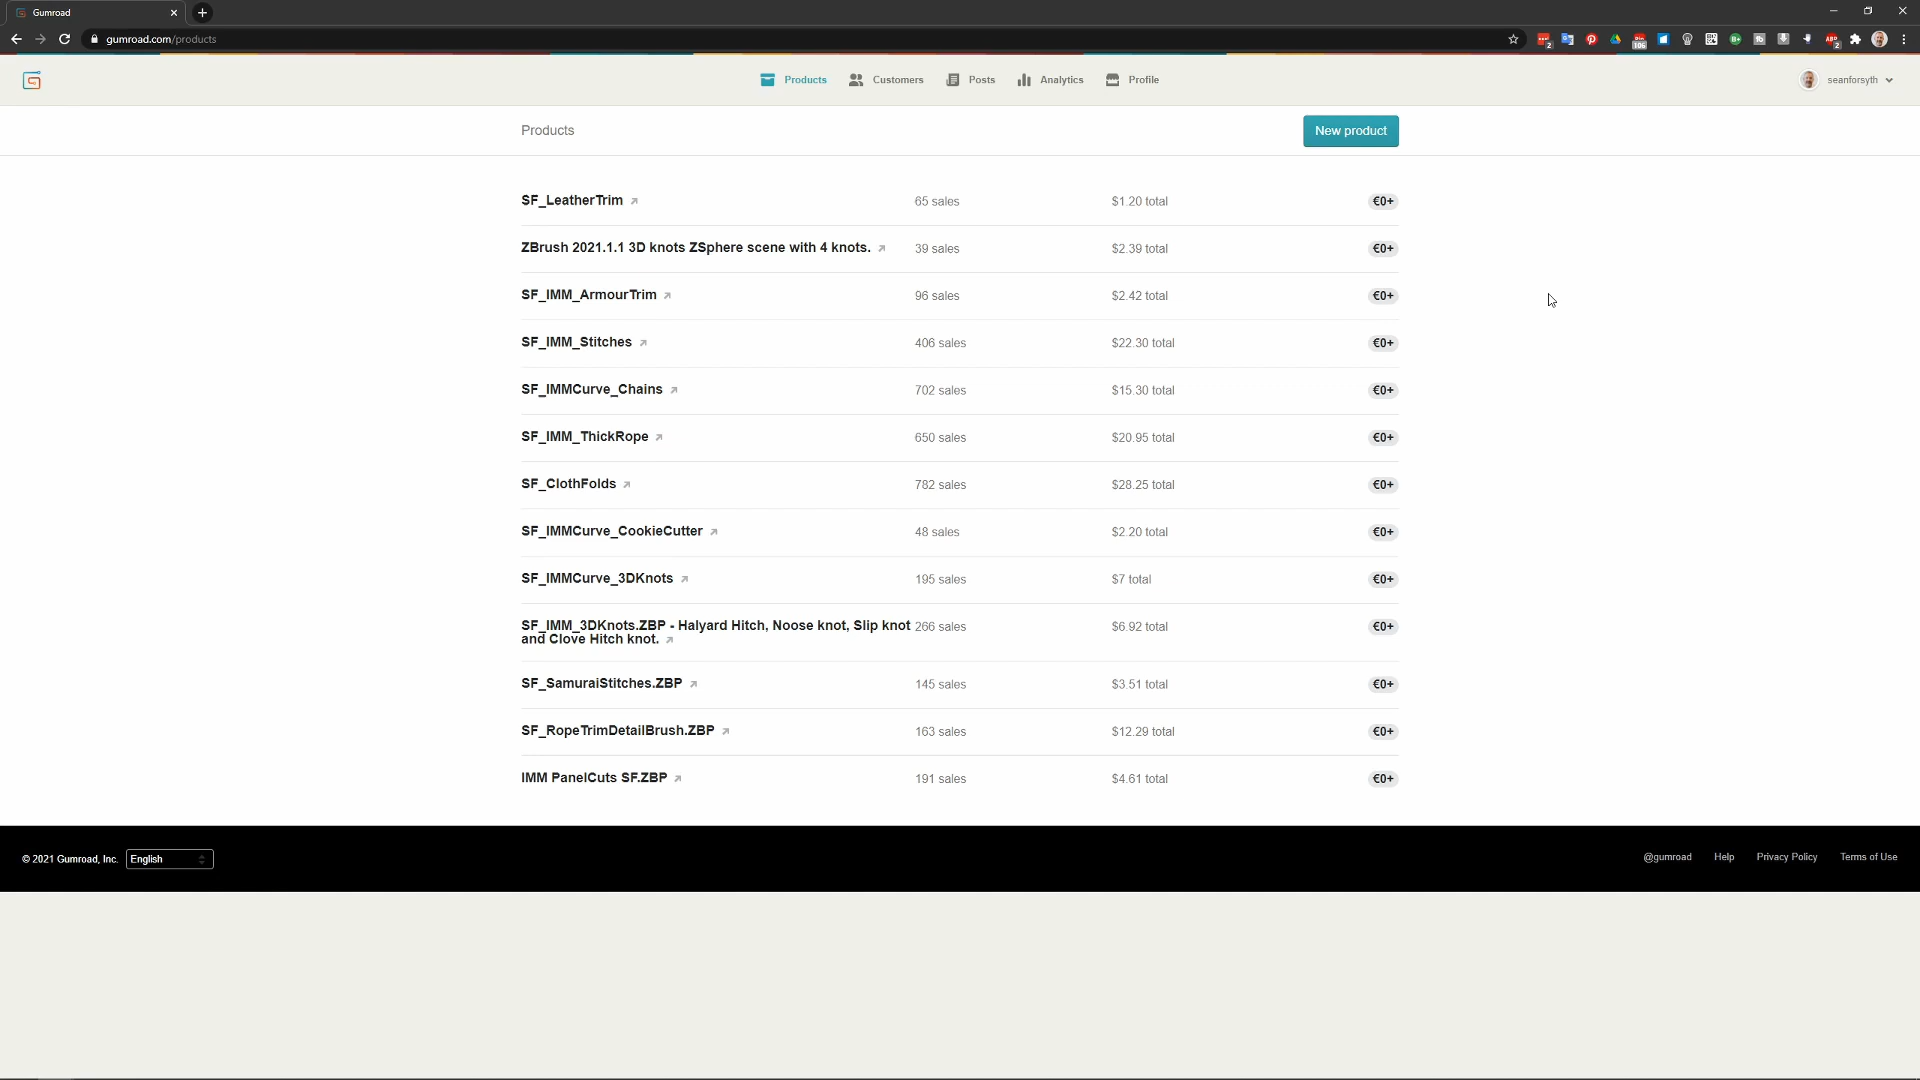 Gumroad
gumroad.com/products
Products Customers Posts Analytics Profile seanforsyth
Products New product
SF_LeatherTrim 65 sales $1.20 total €0+
ZBrush 2021.1.1 3D knots ZSphere scene with 4 knots. 39 sales $2.39 total €0+
SF_IMM_ArmourTrim 96 sales $2.42 total €0+
SF_IMM_Stitches 406 sales $22.30 total €0+
SF_IMMCurve_Chains 702 sales $15.30 total €0+
SF_IMM_ThickRope 650 sales $20.95 total €0+
SF_ClothFolds 782 sales $28.25 total €0+
SF_IMMCurve_CookieCutter 48 sales $2.20 total €0+
SF_IMMCurve_3DKnots 195 sales $7 total €0+
SF_IMM_3DKnots.ZBP - Halyard Hitch, Noose knot, Slip knot 266 sales $6.92 total €0+
and Clove Hitch knot.
SF_SamuraiStitches.ZBP 145 sales $3.51 total €0+
SF_RopeTrimDetailBrush.ZBP 163 sales $12.29 total €0+
IMM PanelCuts SF.ZBP 191 sales $4.61 total €0+
© 2021 Gumroad, Inc. English @gumroad Help Privacy Policy Terms of Use